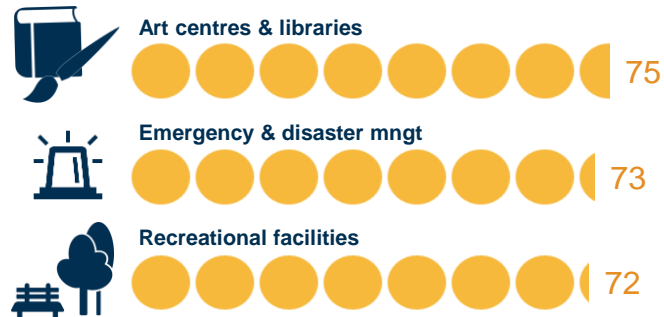 Art centres & libraries
75
Emergency & disaster mngt
73
Recreational facilities
72